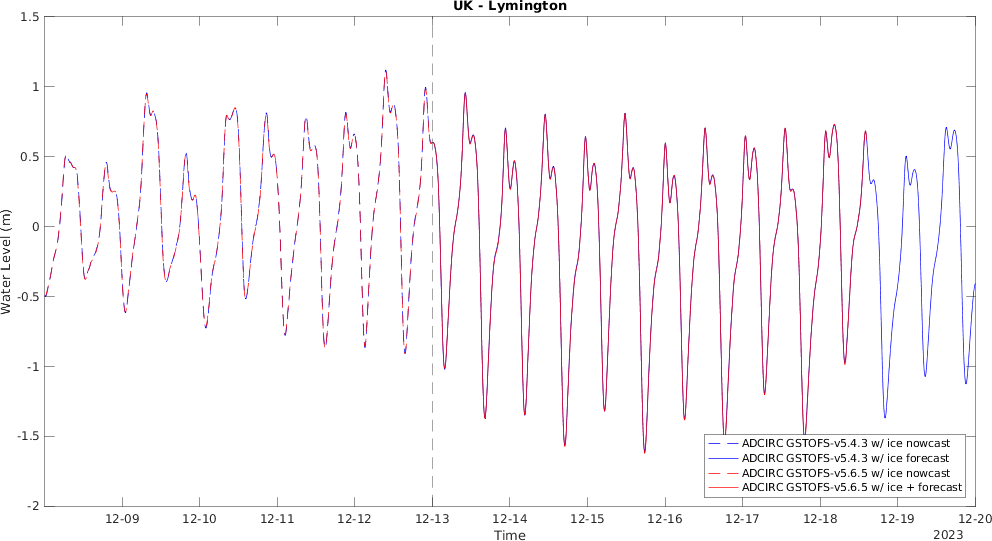 UK - Lymington
1.5
1
0.5
0
-0.5
-1
-1.5
-2
Water Level (m)
ADCIRC GSTOFS-v5.4.3 w/ ice nowcast
ADCIRC GSTOFS-v5.4.3 w/ ice forecast
ADCIRC GSTOFS-v5.6.5 w/ ice nowcast
ADCIRC GSTOFS-v5.6.5 w/ ice + forecast
12-09 12-10 12-11 12-12 12-13 12-14 12-15 12-16 12-17 12-18 12-19 12-20
Time
2023